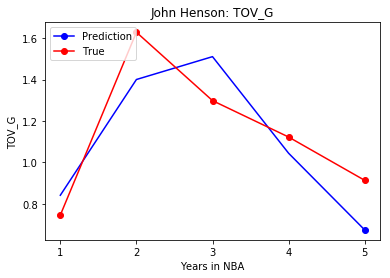 John Henson: TOV_G
Prediction
True
TOV_G
1.6
1.4
1.2
1.0
0.8
1 2 3 4 5
Years in NBA